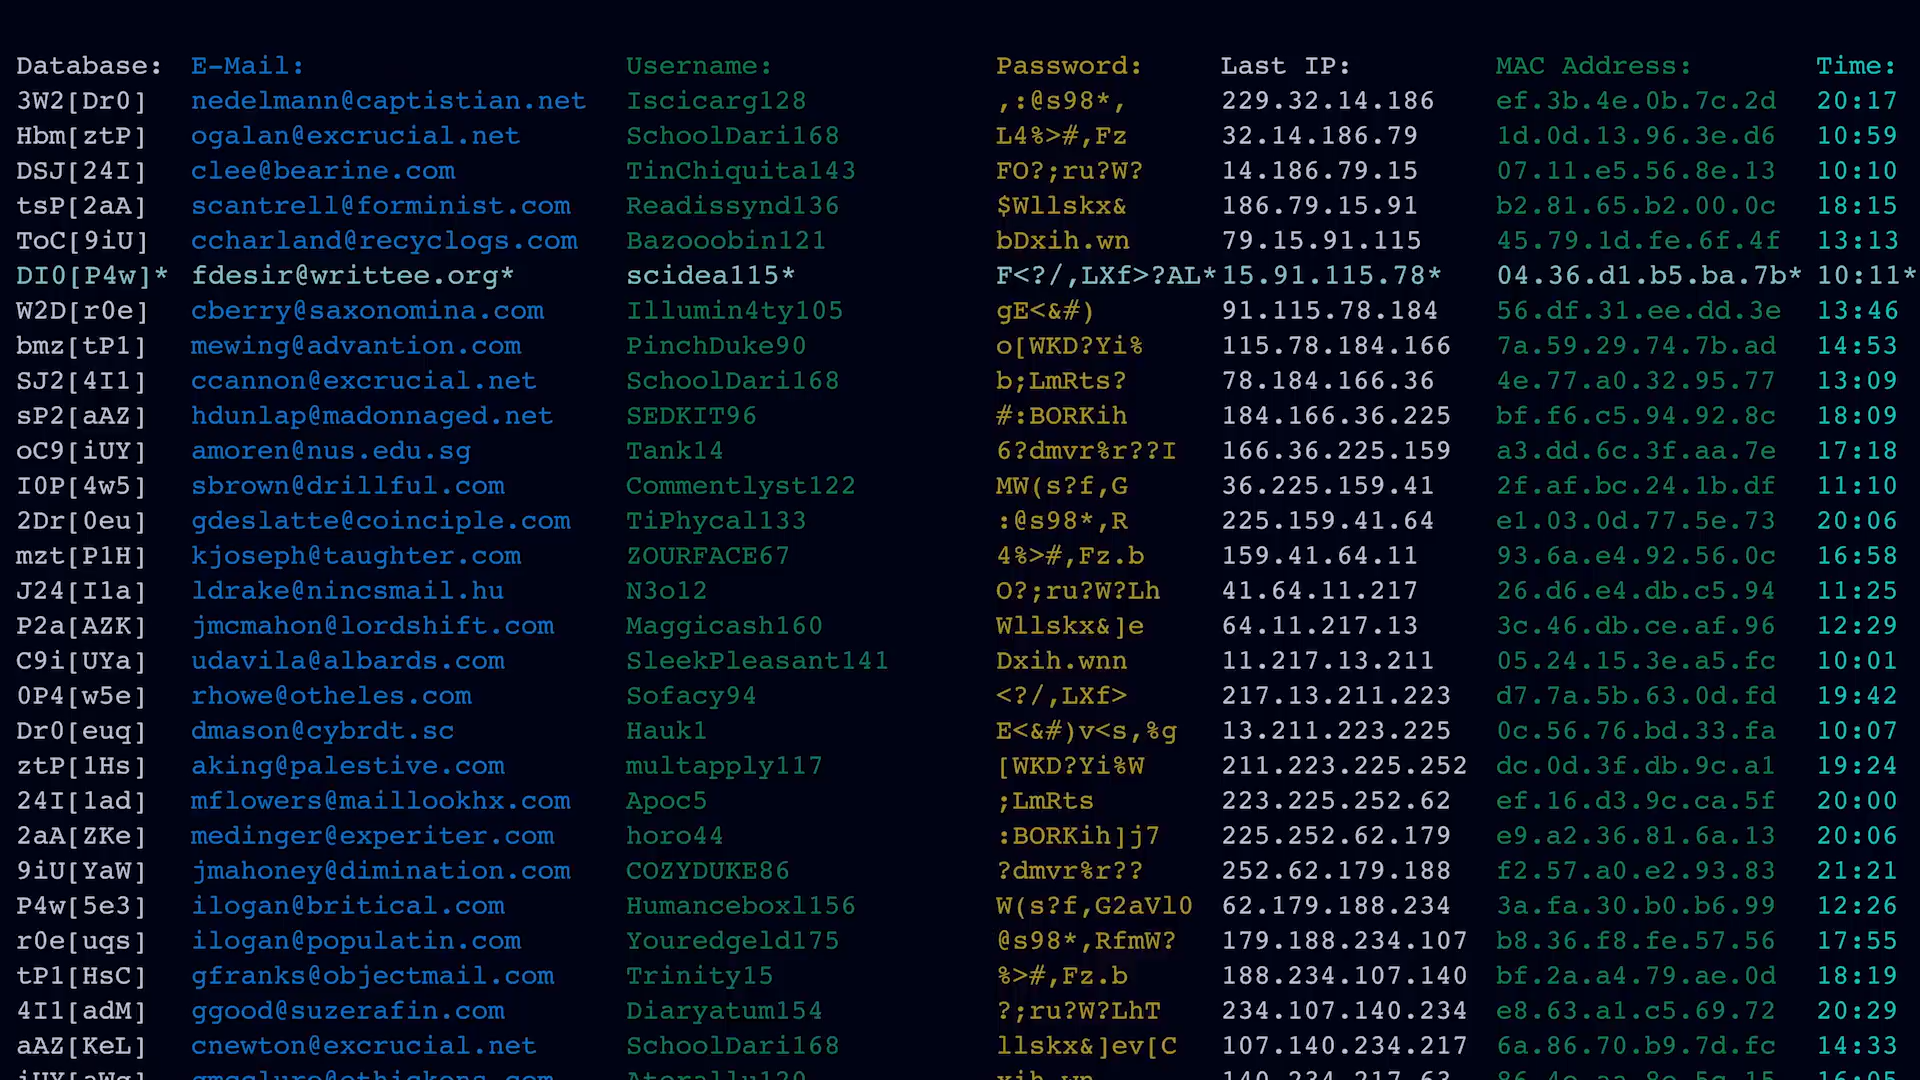 Database: E-Mail: Username: Password: Last IP: MAC Address: Time:
3W2[Dr0] nedelmann@captistian.net Iscicarg128 ,:@s98*, 229.32.14.186 ef.3b.4e.0b.7c.2d 20:17
Hbm[ztP] ogalan@excrucial.net SchoolDari168 L4%>#,Fz 32.14.186.79 1d.0d.13.96.3e.d6 10:59
DSJ[24I] clee@bearine.com TinChiquita143 FO?;ru?W? 14.186.79.15 07.11.e5.56.8e.13 10:10
tsP[2aA] scantrell@forminist.com Readissynd136 $Wllskx& 186.79.15.91 b2.81.65.b2.00.0c 18:15
ToC[9iU] ccharland@recyclogs.com Bazooobin121 bDxih.wn 79.15.91.115 45.79.1d.fe.6f.4f 13:13
DI0[P4w]* fdesir@writtee.org* scidea115* F<?/,LXf>?AL* 15.91.115.78* 04.36.d1.b5.ba.7b* 10:11*
W2D[r0e] cberry@saxonomina.com Illumin4ty105 gE<&#) 91.115.78.184 56.df.31.ee.dd.3e 13:46
bmz[tP1] mewing@advantion.com PinchDuke90 o[WKD?Yi% 115.78.184.166 7a.59.29.74.7b.ad 14:53
SJ2[4I1] ccannon@excrucial.net SchoolDari168 b;LmRts? 78.184.166.36 4e.77.a0.32.95.77 13:09
sP2[aAZ] hdunlap@madonnaged.net SEDKIT96 #:BORKih 184.166.36.225 bf.f6.c5.94.92.8c 18:09
oC9[iUY] amoren@nus.edu.sg Tank14 6?dmvr%r??I 166.36.225.159 a3.dd.6c.3f.aa.7e 17:18
I0P[4w5] sbrown@drillful.com Commentlyst122 MW(s?f,G 36.225.159.41 2f.af.bc.24.1b.df 11:10
2Dr[0eu] gdeslatte@coinciple.com TiPhycal133 :@s98*,R 225.159.41.64 e1.03.0d.77.5e.73 20:06
mzt[P1H] kjoseph@taughter.com ZOURFACE67 4%>#,Fz.b 159.41.64.11 93.6a.e4.92.56.0c 16:58
J24[I1a] ldrake@nincsmail.hu N3o12 O?;ru?W?Lh 41.64.11.217 26.d6.e4.db.c5.94 11:25
P2a[AZK] jmcmahon@lordshift.com Maggicash160 Wllskx&]e 64.11.217.13 3c.46.db.ce.af.96 12:29
C9i[UYa] udavila@albards.com SleekPleasant141 Dxih.wnn 11.217.13.211 05.24.15.3e.a5.fc 10:01
0P4[w5e] rhowe@otheles.com Sofacy94 <?/,LXf> 217.13.211.223 d7.7a.5b.63.0d.fd 19:42
Dr0[euq] dmason@cybrdt.sc Hauk1 E<&#)v<s,%g 13.211.223.225 0c.56.76.bd.33.fa 10:07
ztP[1Hs] aking@palestive.com multapply117 [WKD?Yi%W 211.223.225.252 dc.0d.3f.db.9c.a1 19:24
24I[1ad] mflowers@maillookhx.com Apoc5 ;LmRts 223.225.252.62 ef.16.d3.9c.ca.5f 20:00
2aA[ZKe] medinger@experiter.com horo44 :BORKih]j7 225.252.62.179 e9.a2.36.81.6a.13 20:06
9iU[YaW] jmahoney@dimination.com COZYDUKE86 ?dmvr%r?? 252.62.179.188 f2.57.a0.e2.93.83 21:21
P4w[5e3] ilogan@britical.com Humanceboxl156 W(s?f,G2aVl0 62.179.188.234 3a.fa.30.b0.b6.99 12:26
r0e[uqs] ilogan@populatin.com Youredgeld175 @s98*,RfmW? 179.188.234.107 b8.36.f8.fe.57.56 17:55
tP1[HsC] gfranks@objectmail.com Trinity15 %>#,Fz.b 188.234.107.140 bf.2a.a4.79.ae.0d 18:19
4I1[adM] ggood@suzerafin.com Diaryatum154 ?;ru?W?LhT 234.107.140.234 e8.63.a1.c5.69.72 20:29
aAZ[KeL] cnewton@excrucial.net SchoolDari168 llskx&]ev[C 107.140.234.217 6a.86.70.b9.7d.fc 14:33